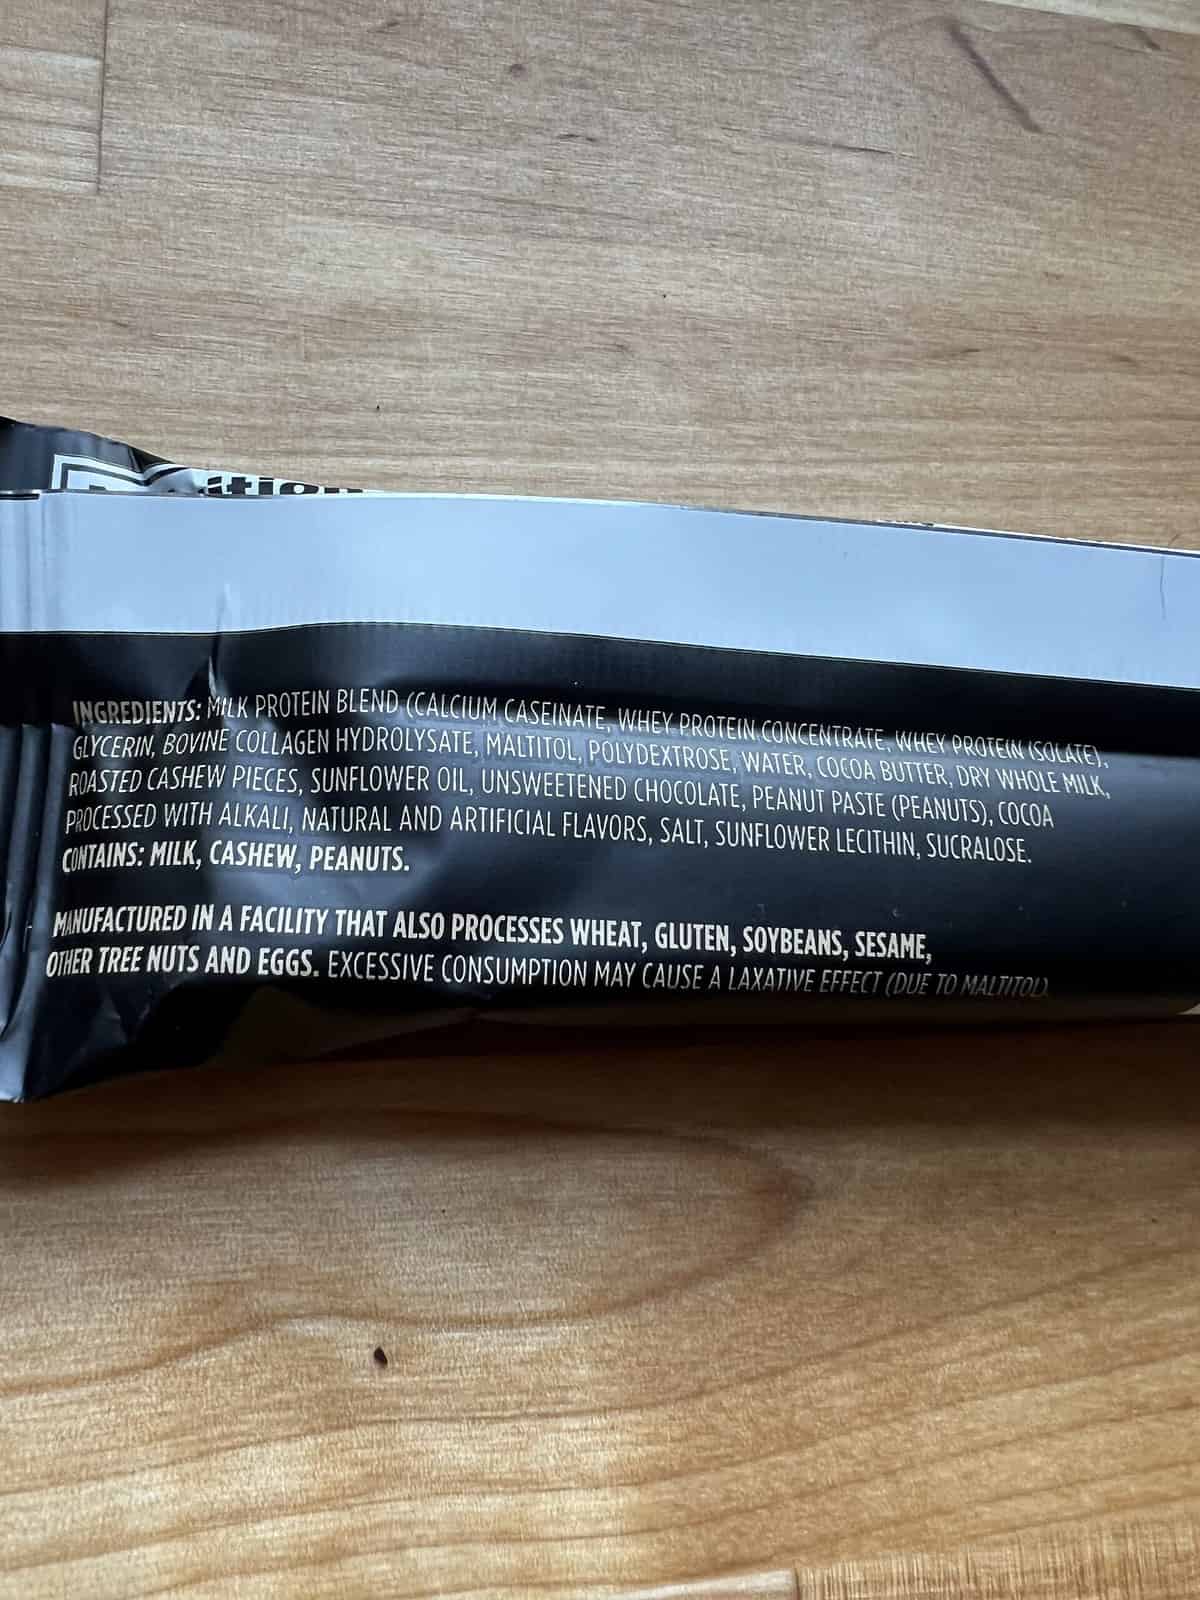 INGREDIENTS: MILK PROTEIN BLEND (CALCIUM CASEINATE, WHEY PROTEIN CONCENTRATE, WHEY PROTEIN ISOLATE),
GLYCERIN, BOVINE COLLAGEN HYDROLYSATE, MALTITOL, POLYDEXTROSE, WATER, COCOA BUTTER, DRY WHOLE MILK,
ROASTED CASHEW PIECES, SUNFLOWER OIL, UNSWEETENED CHOCOLATE, PEANUT PASTE (PEANUTS), COCOA
PROCESSED WITH ALKALI, NATURAL AND ARTIFICIAL FLAVORS, SALT, SUNFLOWER LECITHIN, SUCRALOSE.
CONTAINS: MILK, CASHEW, PEANUTS.
MANUFACTURED IN A FACILITY THAT ALSO PROCESSES WHEAT, GLUTEN, SOYBEANS, SESAME,
OTHER TREE NUTS AND EGGS. EXCESSIVE CONSUMPTION MAY CAUSE A LAXATIVE EFFECT (DUE TO MALTITOL).